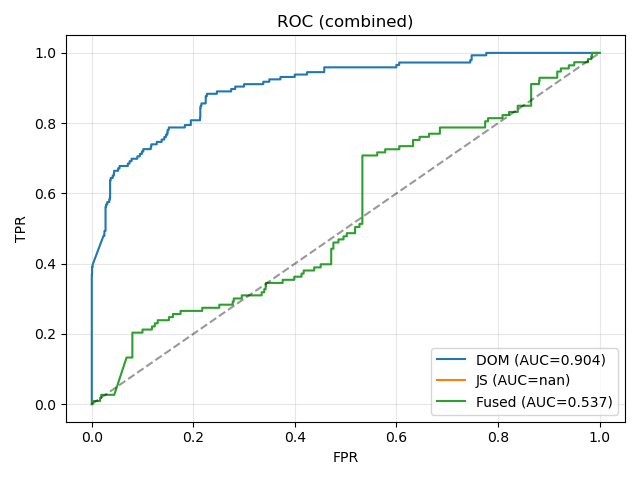 ROC (combined)
1.0
0.8
0.6
0.4
0.2
0.0
TPR
DOM (AUC=0.904)
JS (AUC=nan)
Fused (AUC=0.537)
0.0 0.2 0.4 0.6 0.8 1.0
FPR